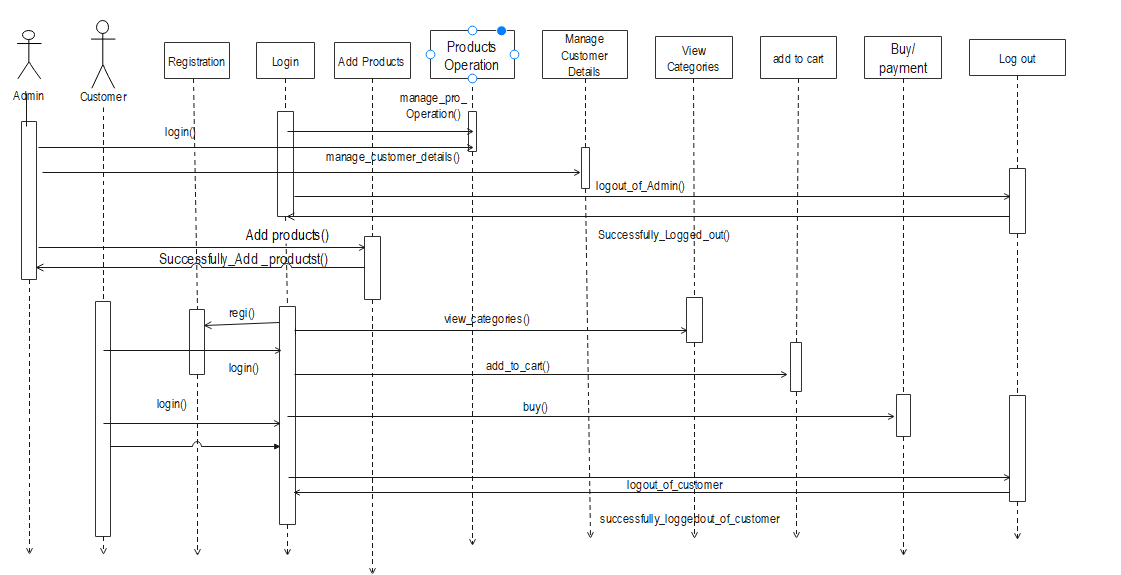 Admin
Customer
Registration
Login
Add Products
Products
Operation
Manage
Customer
Details
View
Categories
add to cart
Buy/
payment
Log out
manage_pro_
Operation()
login()
manage_customer_details()
logout_of_Admin()
Successfully_Logged_out()
Add products()
Successfully_Add _productst()
regi()
view_categories()
login()
add_to_cart()
login()
buy()
logout_of_customer
successfully_loggedout_of_customer